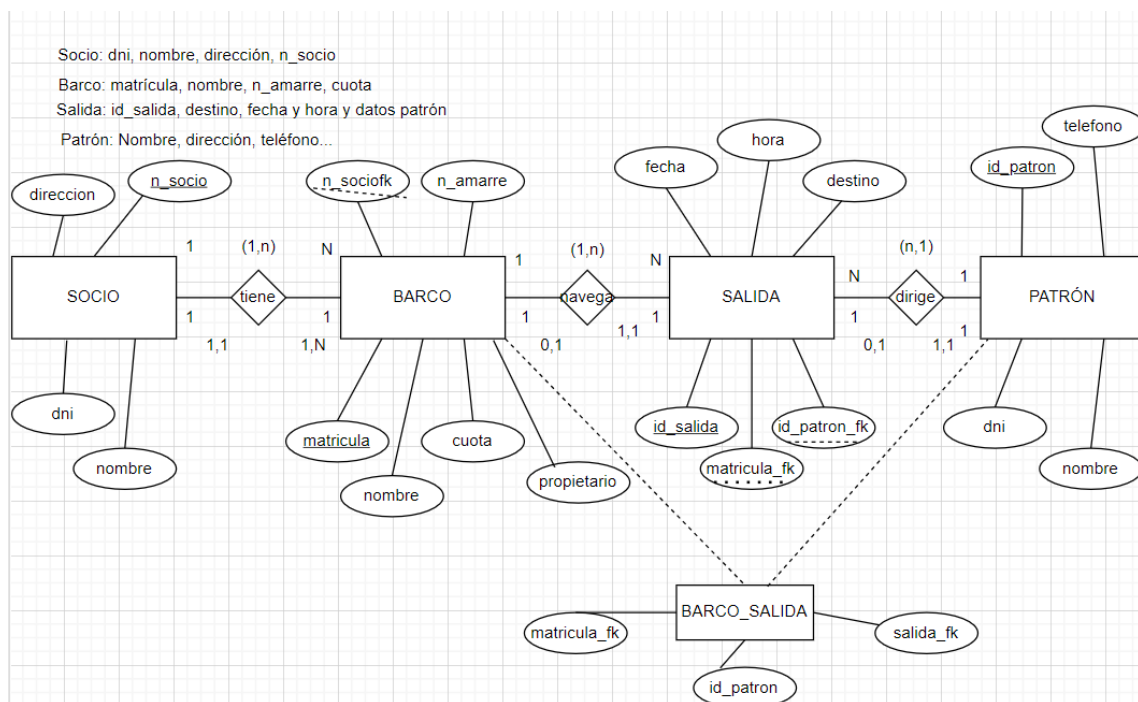 Socio: dni, nombre, dirección, n_socio
Barco: matrícula, nombre, n_amarre, cuota
Salida: id_salida, destino, fecha y hora y datos patrón
Patrón: Nombre, dirección, teléfono...
hora
telefono
fecha
id_patron
direccion
n_socio
n_sociofk
n_amarre
destino
1
(1,n)
N
1
(1,n)
N
N
(n,1)
1
SOCIO
tiene
BARCO
navega
SALIDA
dirige
PATRÓN
1
1
1
1
1
1
1,1
1,N
0,1
1,1
0,1
1,1
dni
matricula
cuota
id_salida
id_patron_fk
dni
nombre
nombre
propietario
matricula_fk
nombre
BARCO_SALIDA
matricula_fk
salida_fk
id_patron